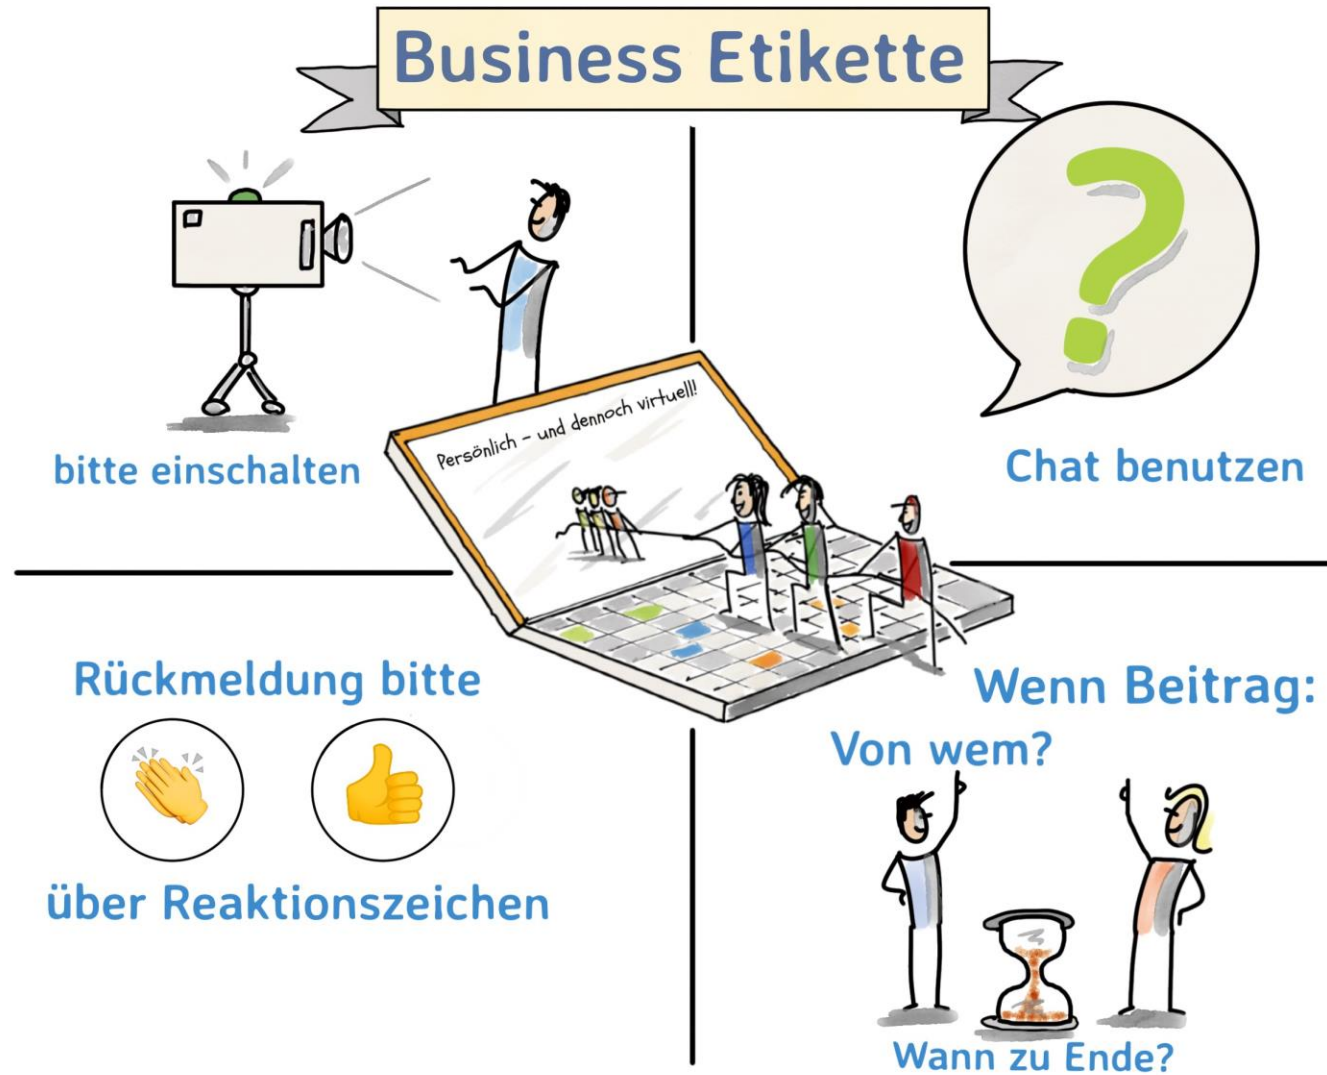 Business Etikette
bitte einschalten
Chat benutzen
Persönlich - und dennoch virtuell!
Rückmeldung bitte
über Reaktionszeichen
Wenn Beitrag:
Von wem?
Wann zu Ende?